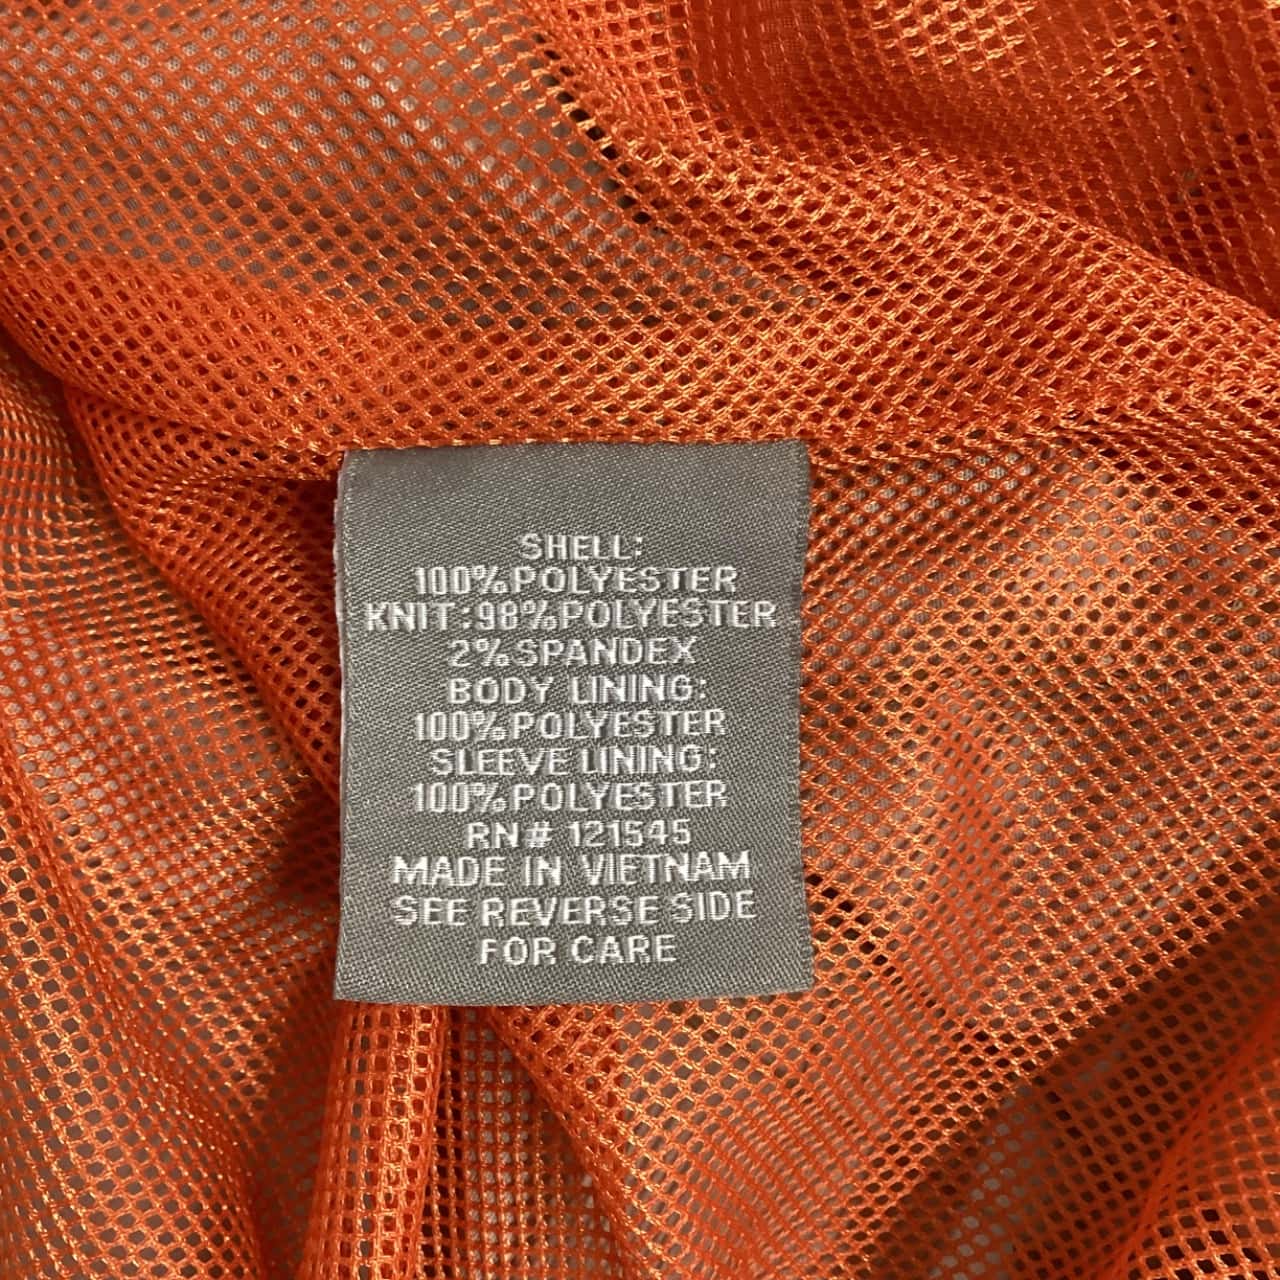 SHELL:
100%POLYESTER
KNIT:98%POLYESTER
2%SPANDEX
BODY LINING:
100%POLYESTER
SLEEVE LINING:
100%POLYESTER
RN# 121545
MADE IN VIETNAM
SEE REVERSE SIDE
FOR CARE